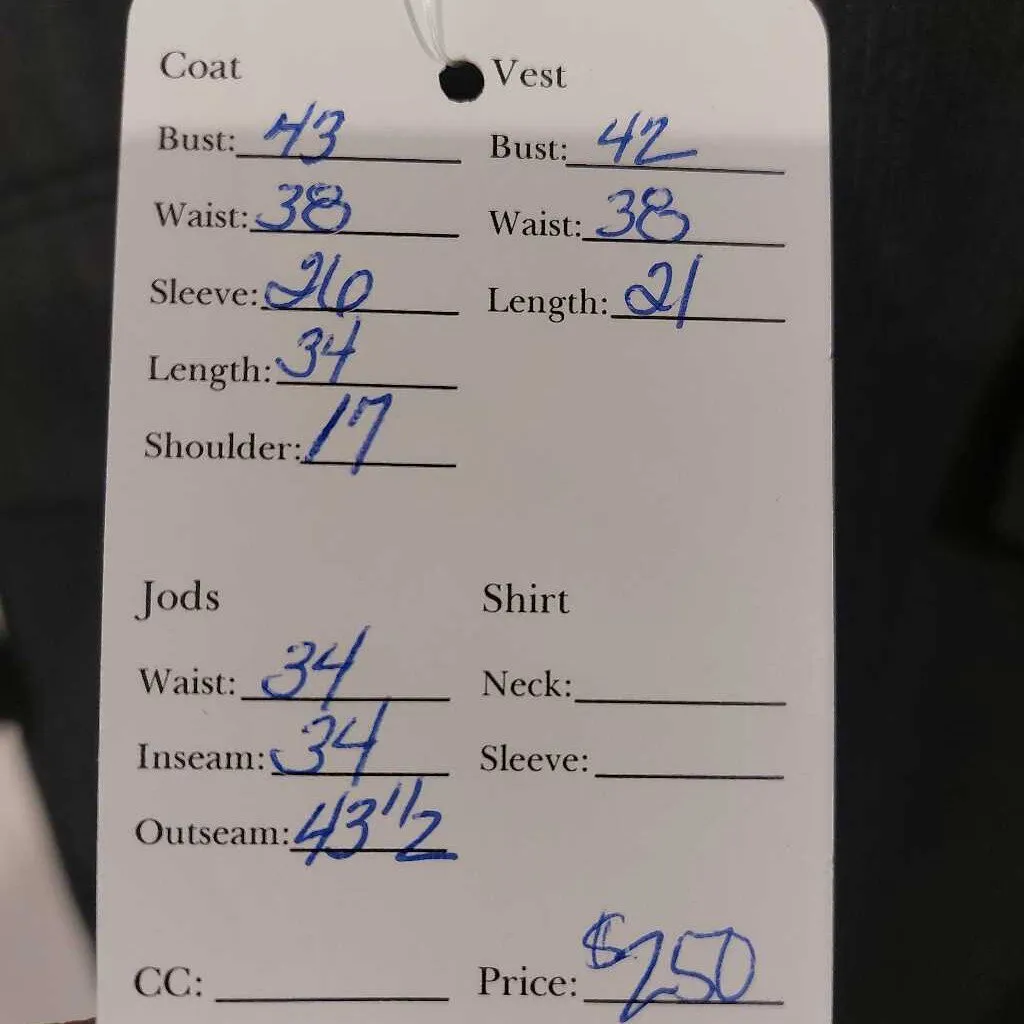 Coat Vest
Bust: 43 Bust: 42
Waist: 38 Waist: 38
Sleeve: 26 Length: 21
Length: 34
Shoulder: 17
Jods Shirt
Waist: 34 Neck:
Inseam: 34 Sleeve:
Outseam: 43 1/2
CC: Price: $250